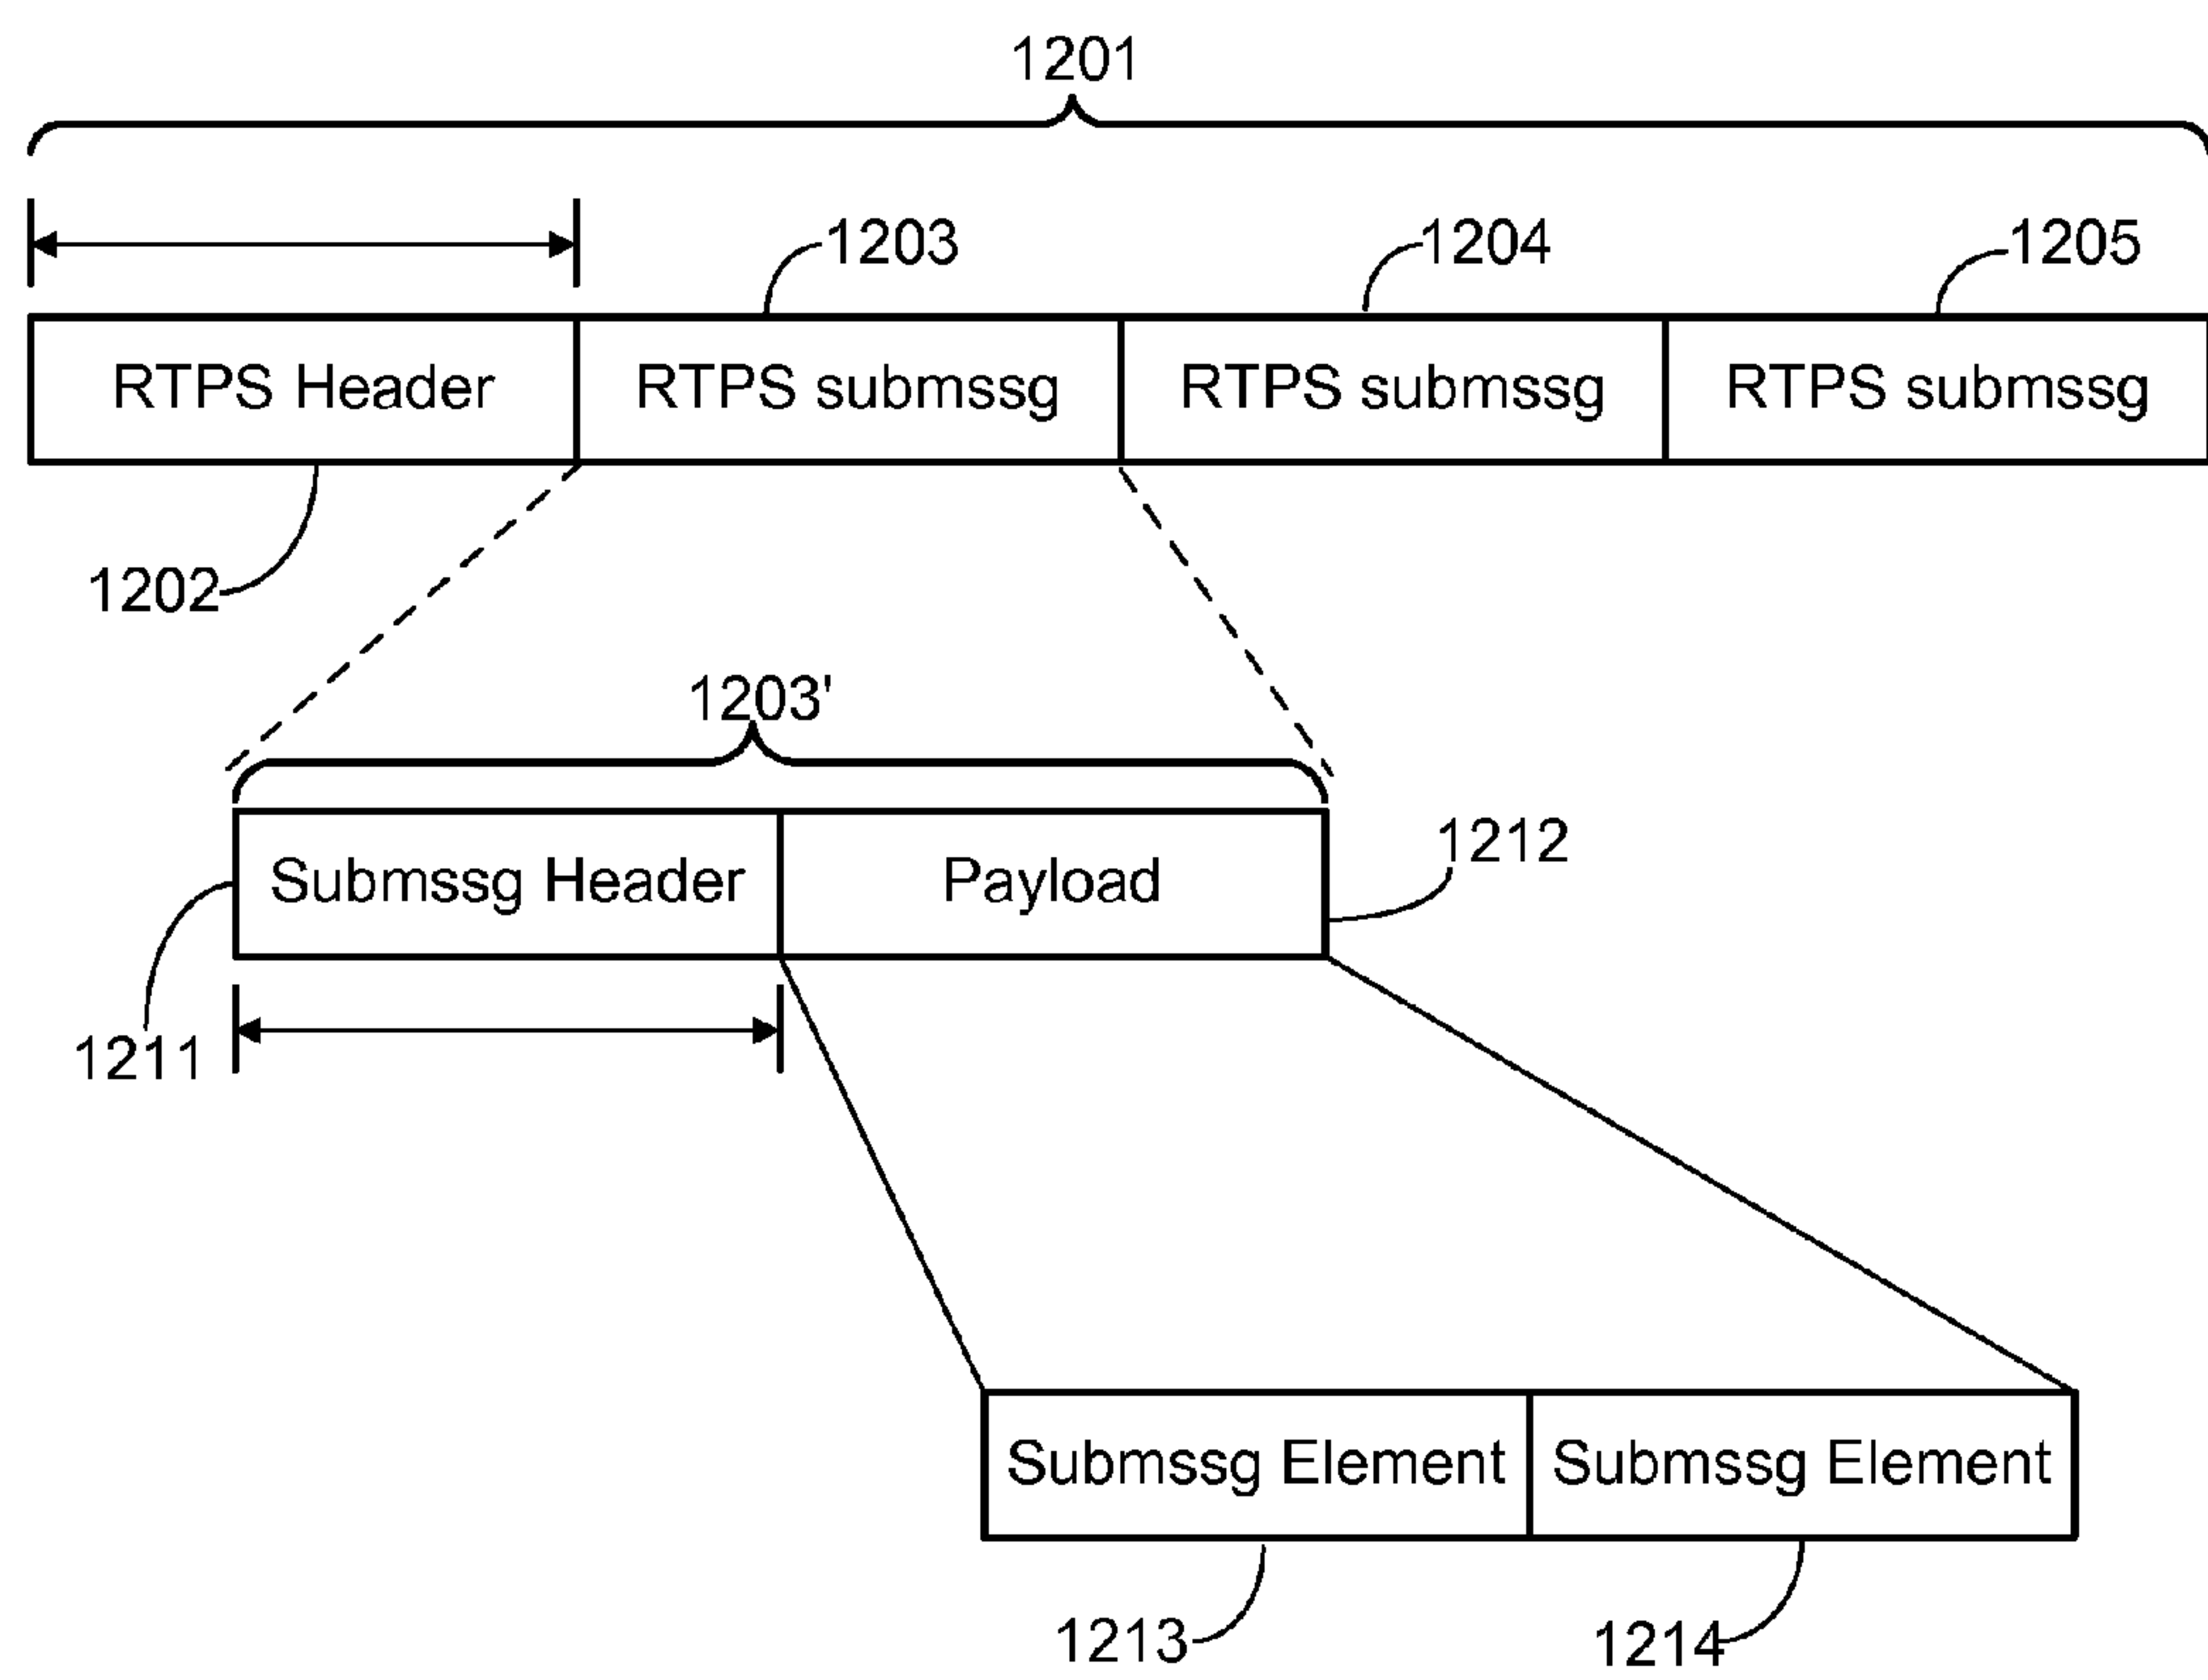 1201
1203 1204 1205
RTPS Header RTPS submssg RTPS submssg RTPS submssg
1202
1203'
1212
Submssg Header Payload
1211
Submssg Element Submssg Element
1213 1214